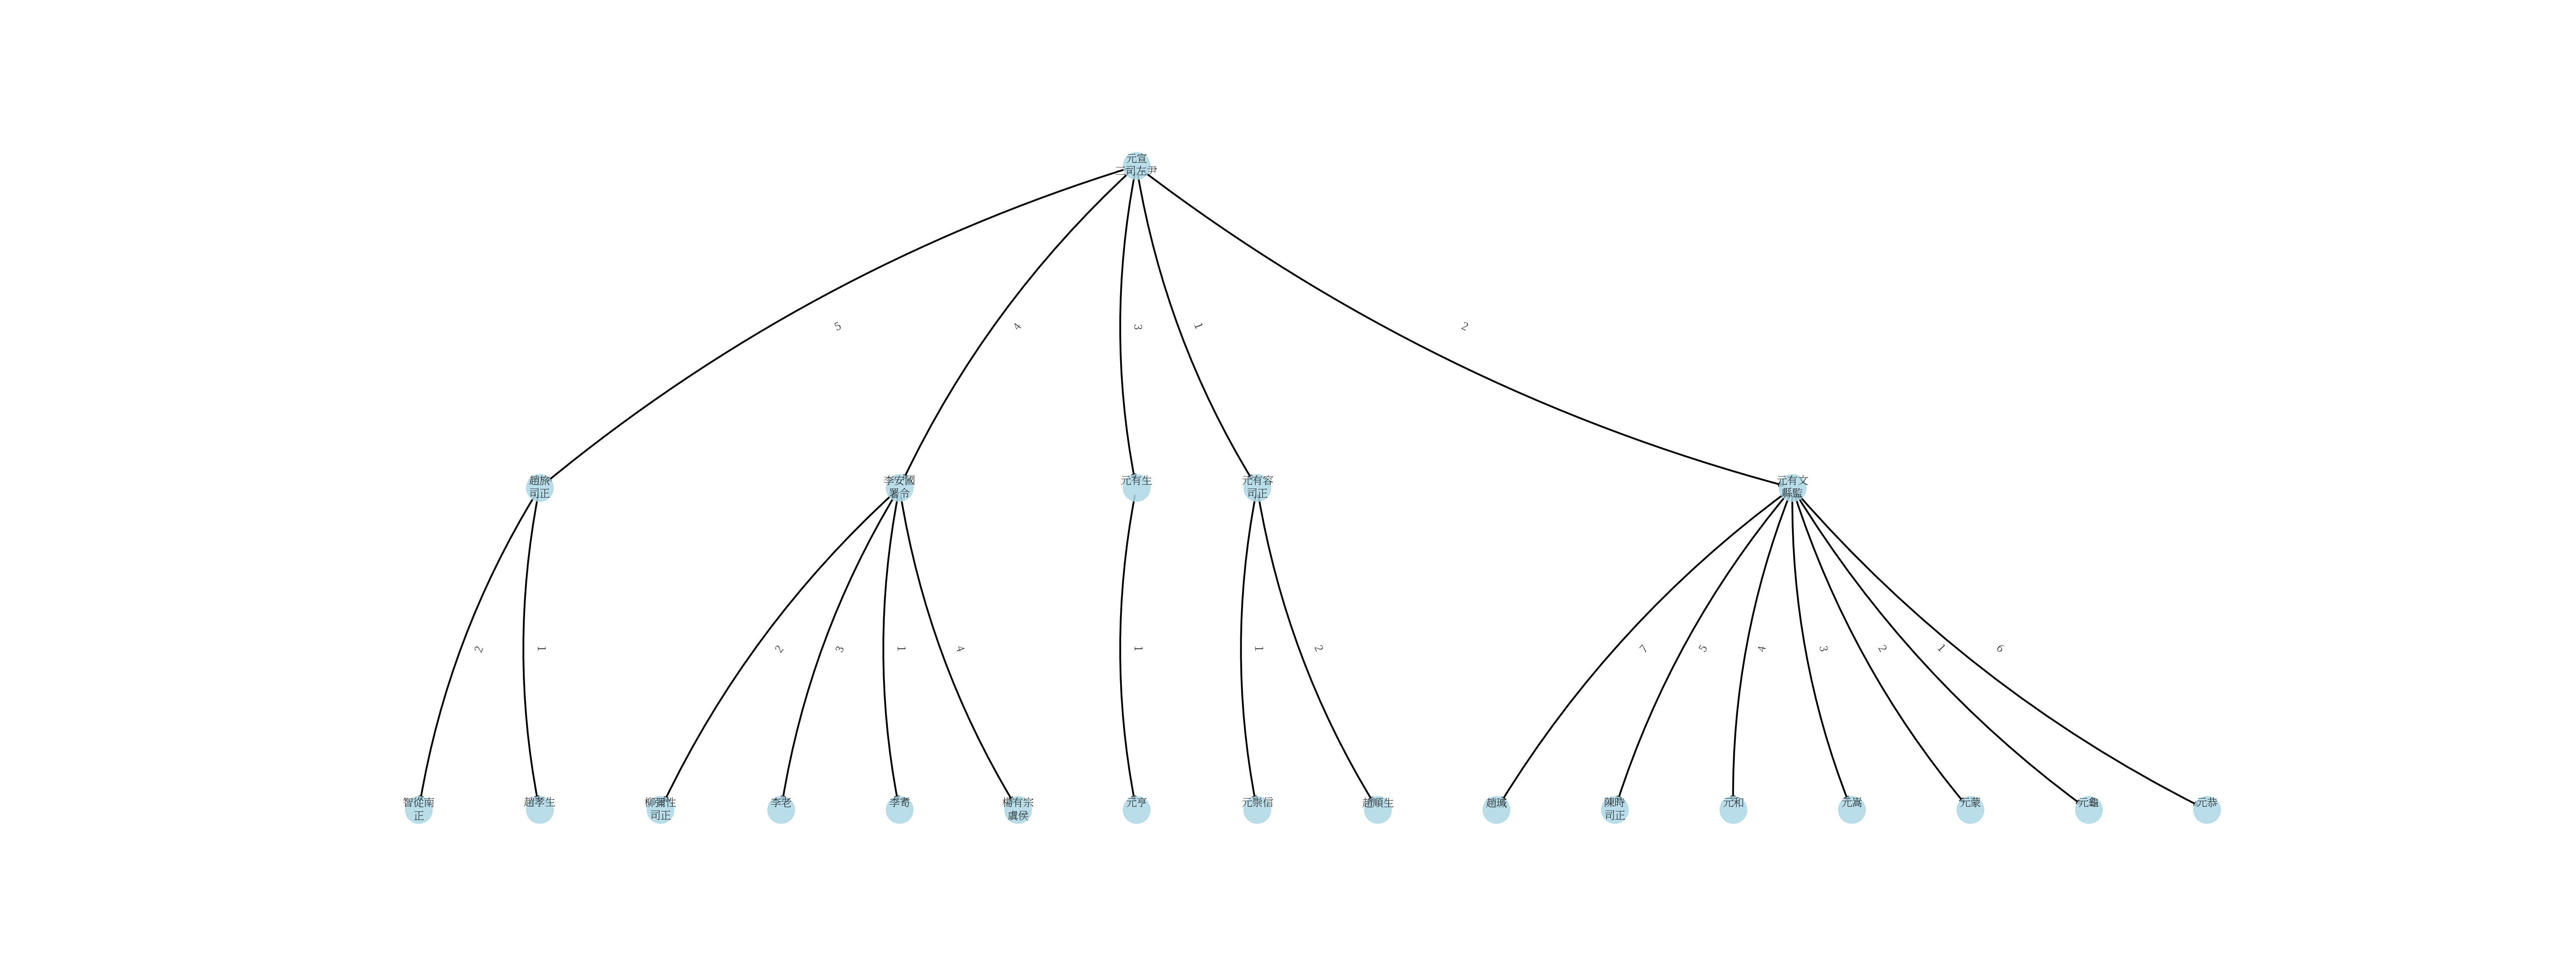 元宣
三司左尹
5
4
3
1
2
趙旅
司正
李安國
署令
元有生
元有容
司正
元有文
縣監
2
1
2
3
1
4
1
1
2
7
5
4
3
2
1
6
智從南
正
趙孝生
柳彌性
司正
李老
李耇
楊有宗
虞侯
元亨
元崇信
趙順生
趙瑊
陳時
司正
元和
元嵩
元蒙
元龜
元恭